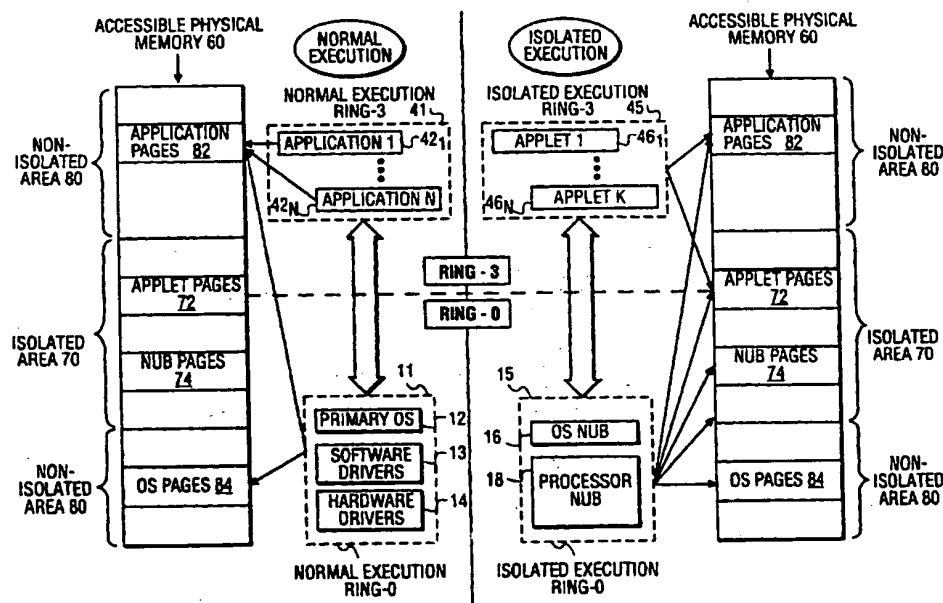 ACCESSIBLE PHYSICAL
MEMORY 60
NORMAL
EXECUTION
ISOLATED
EXECUTION
ACCESSIBLE PHYSICAL
MEMORY 60
NORMAL EXECUTION
RING-3
41
ISOLATED EXECUTION
RING-3
45
NON-
ISOLATED
AREA 80
APPLICATION
PAGES 82
APPLICATION 1
42₁
APPLICATION N
42N
APPLET 1
46₁
APPLET K
46N
APPLICATION
PAGES 82
NON-
ISOLATED
AREA 80
RING - 3
RING - 0
ISOLATED
AREA 70
APPLET PAGES
72
NUB PAGES
74
APPLET PAGES
72
NUB PAGES
74
ISOLATED
AREA 70
11
PRIMARY OS
12
SOFTWARE
DRIVERS
13
HARDWARE
DRIVERS
14
15
16
OS NUB
18
PROCESSOR
NUB
NON-
ISOLATED
AREA 80
OS PAGES 84
OS PAGES 84
NON-
ISOLATED
AREA 80
NORMAL EXECUTION
RING-0
ISOLATED EXECUTION
RING-0